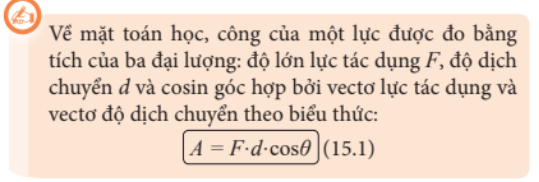 Về mặt toán học, công của một lực được đo bằng
tích của ba đại lượng: độ lớn lực tác dụng F, độ dịch
chuyển d và cosin góc hợp bởi vectơ lực tác dụng và
vectơ độ dịch chuyển theo biểu thức:
A = F·d·cosθ (15.1)